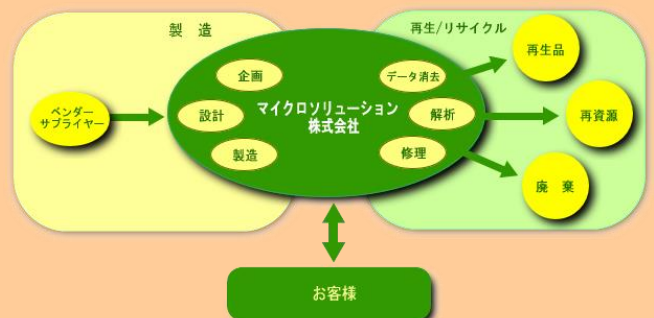 製 造
再生/リサイクル
ベンダー
サプライヤー
企画
設計
製造
マイクロソリューション
株式会社
データ消去
解析
修理
再生品
再資源
廃 棄
お客様